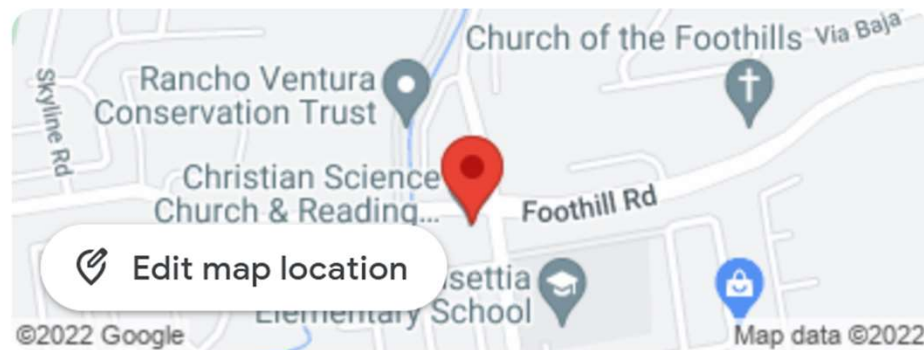 Church of the Foothills
Via Baja
Rancho Ventura
Conservation Trust
Skyline Rd
Christian Science
Church & Reading...
Foothill Rd
Edit map location
settia
Elementary School
©2022 Google
Map data ©2022